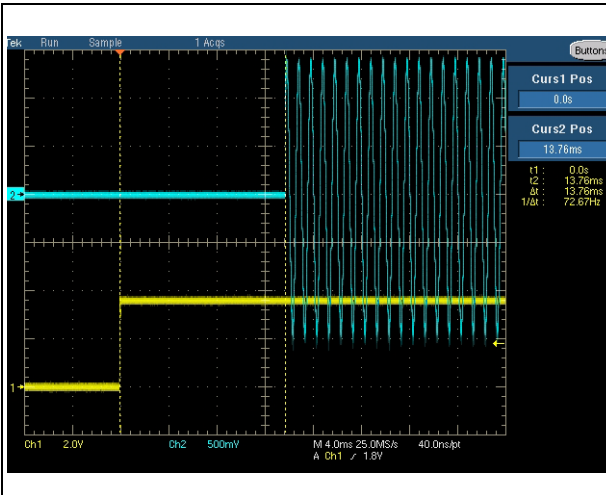 Tek Run Sample 1 Acqs
Buttons
Curs1 Pos
0.0s
Curs2 Pos
13.76ms
t1 : 0.0s
t2 : 13.76ms
Δt : 13.76ms
1/Δt : 72.67Hz
2
1
Ch1 2.0V Ch2 500mV M 4.0ms 25.0MS/s 40.0ns/pt
A Ch1 / 1.8V